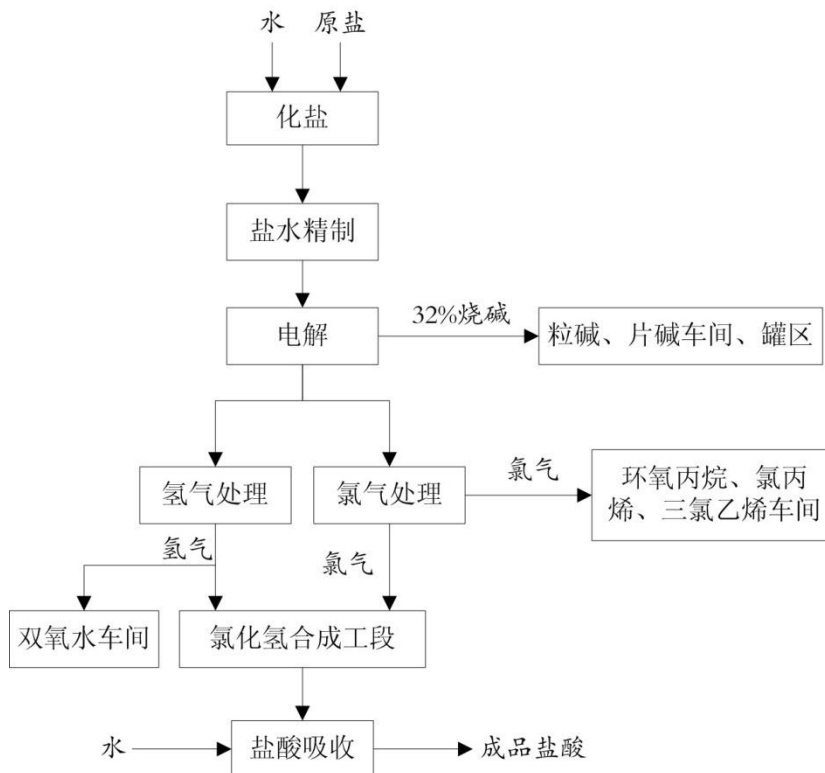 水
原盐
化盐
盐水精制
电解
32%烧碱
粒碱、片碱车间、罐区
氢气处理
氯气处理
氯气
环氧丙烷、氯丙
烯、三氯乙烯车间
氢气
氯气
双氧水车间
氯化氢合成工段
水
盐酸吸收
成品盐酸